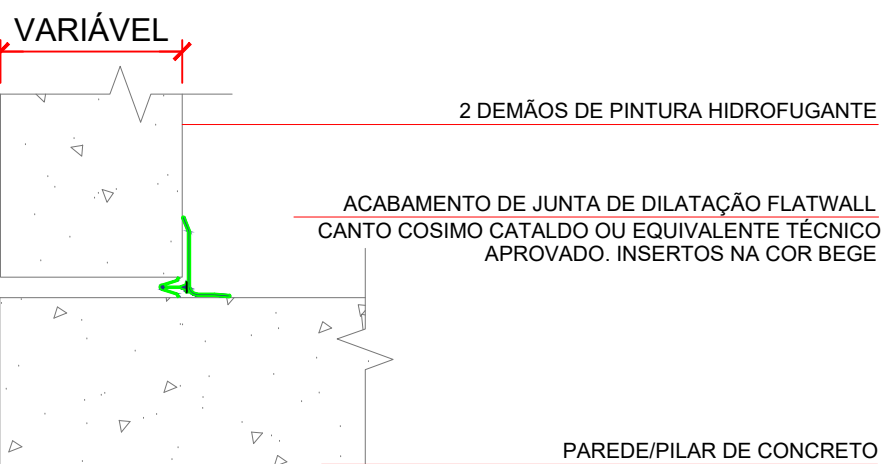 VARIÁVEL
2 DEMÃOS DE PINTURA HIDROFUGANTE
ACABAMENTO DE JUNTA DE DILATAÇÃO FLATWALL
CANTO COSIMO CATALDO OU EQUIVALENTE TÉCNICO
APROVADO. INSERTOS NA COR BEGE
PAREDE/PILAR DE CONCRETO